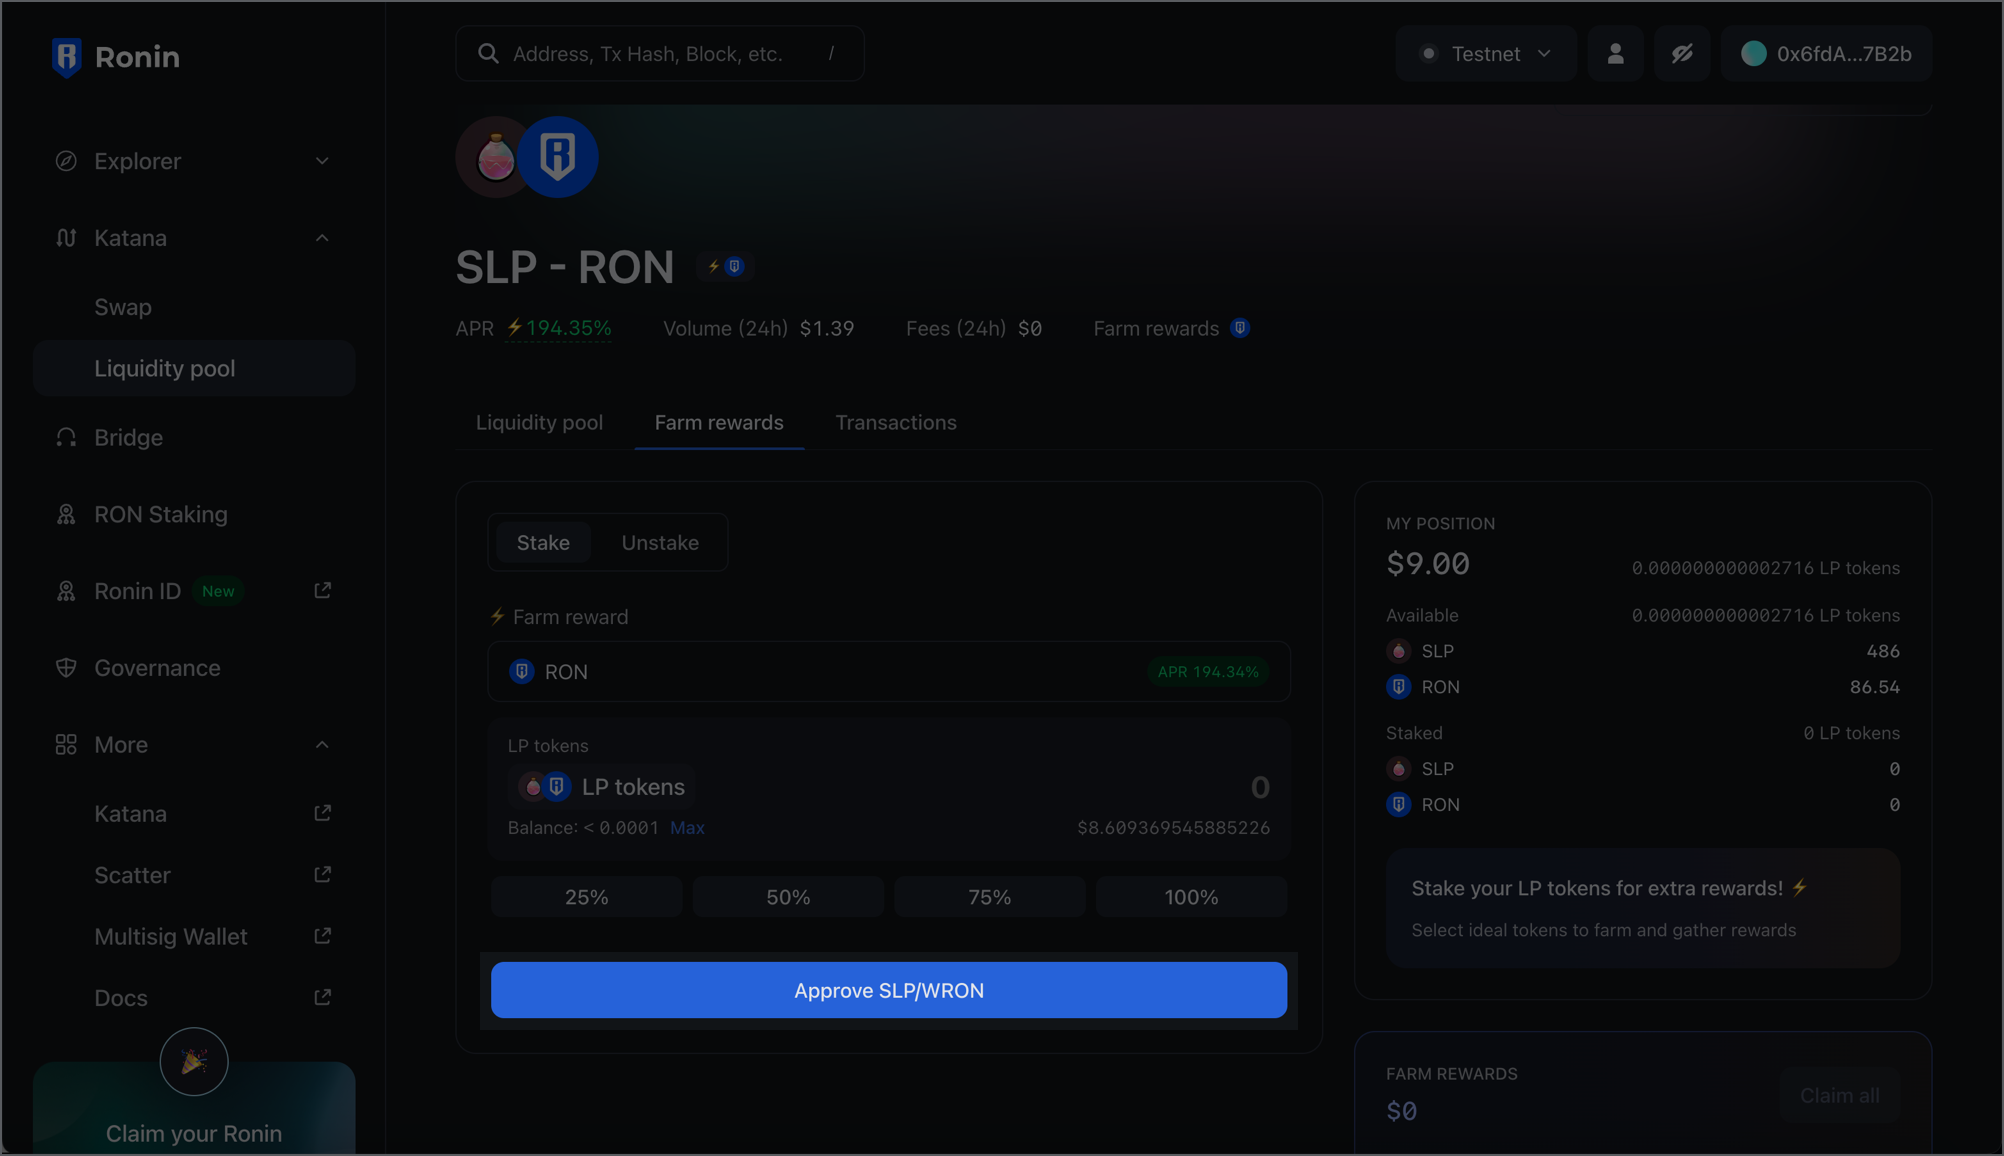 Ronin
Address, Tx Hash, Block, etc. /
Testnet
0x6fdA...7B2b
Explorer
Katana
Swap
Liquidity pool
Bridge
RON Staking
Ronin ID New
Governance
More
Katana
Scatter
Multisig Wallet
Docs
Claim your Ronin
SLP - RON
APR ⚡194.35% Volume (24h) $1.39 Fees (24h) $0 Farm rewards
Liquidity pool Farm rewards Transactions
Stake Unstake
⚡ Farm reward
RON APR 194.34%
LP tokens
LP tokens 0
Balance: < 0.0001 Max $8.609369545885226
25% 50% 75% 100%
Approve SLP/WRON
MY POSITION
$9.00 0.000000000002716 LP tokens
Available 0.000000000002716 LP tokens
SLP 486
RON 86.54
Staked 0 LP tokens
SLP 0
RON 0
Stake your LP tokens for extra rewards! ⚡
Select ideal tokens to farm and gather rewards
FARM REWARDS
$0
Claim all